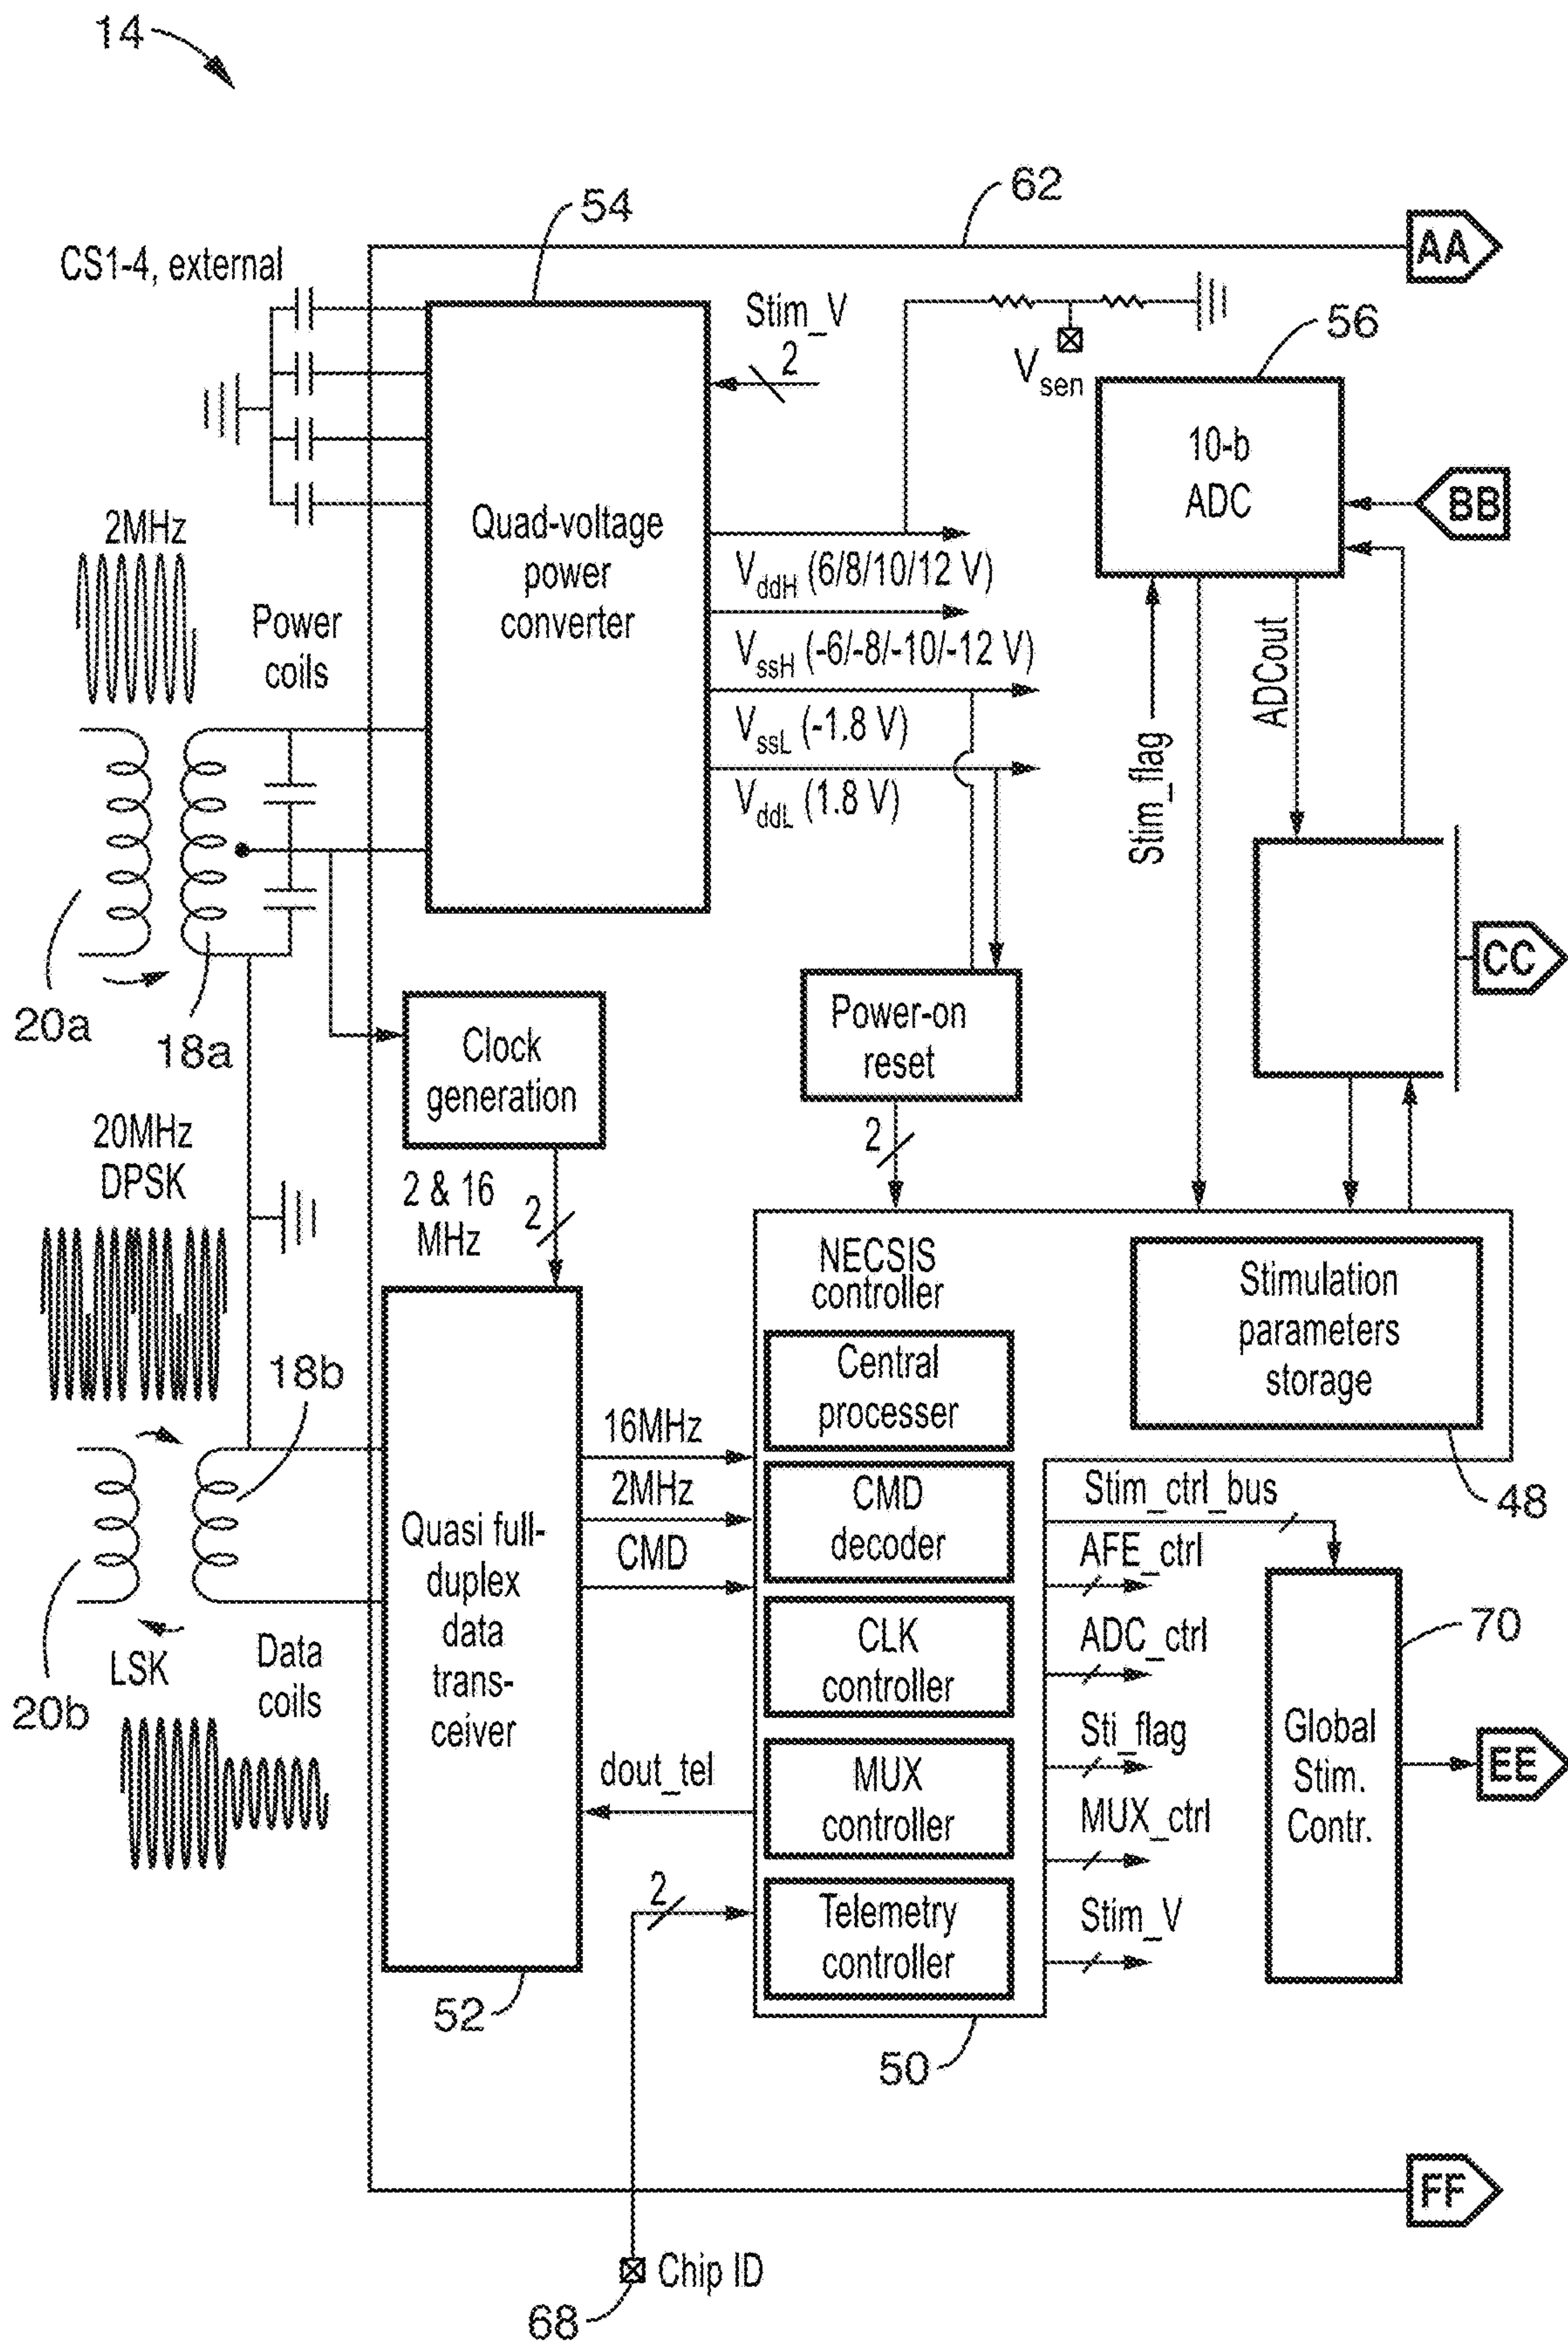 14
62
54
AA
CS1-4, external
Stim_V
2
56
Vsen
10-b
ADC
BB
2MHz
Quad-voltage
power
converter
VddH (6/8/10/12 V)
Power
coils
VssH (-6/-8/-10/-12 V)
ADCout
VssL (-1.8 V)
Stim_flag
VddL (1.8 V)
CC
20a
18a
Clock
generation
Power-on
reset
20MHz
DPSK
2
2 & 16
MHz
2
NECSIS
controller
Stimulation
parameters
storage
18b
Central
processer
16MHz
2MHz
CMD
CMD
decoder
Stim_ctrl_bus
48
Quasi full-
duplex
data
trans-
ceiver
AFE_ctrl
CLK
controller
ADC_ctrl
70
LSK
Data
coils
20b
Global
Stim.
Contr.
Sti_flag
EE
dout_tel
MUX
controller
MUX_ctrl
2
Telemetry
controller
Stim_V
52
50
FF
Chip ID
68